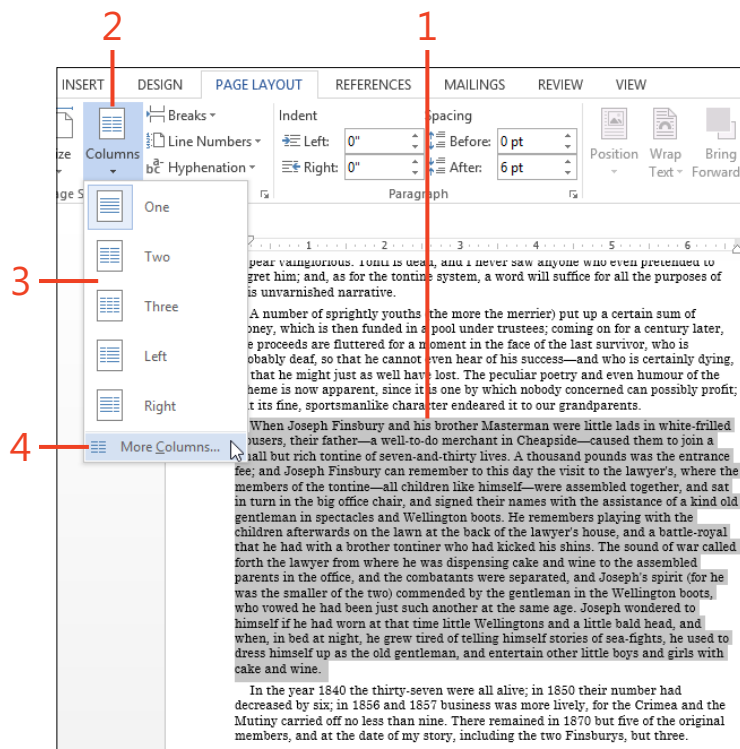 2 1
INSERT DESIGN PAGE LAYOUT REFERENCES MAILINGS REVIEW VIEW
Breaks Indent Spacing
Line Numbers Left: 0" Before: 0 pt
ize Columns Position Wrap Bring
Hyphenation Right: 0" After: 6 pt
Text Forward
age S Paragraph
One
1 2 3 4 5 6
Two
Three
Left
Right
More Columns...
3
4
pear vainglorious. Tonti is dead, and I never saw anyone who even pretended to
gret him; and, as for the tontine system, a word will suffice for all the purposes of
is unvarnished narrative.
A number of sprightly youths (the more the merrier) put up a certain sum of
oney, which is then funded in a pool under trustees; coming on for a century later,
e proceeds are fluttered for a moment in the face of the last survivor, who is
obably deaf, so that he cannot even hear of his success—and who is certainly dying,
that he might just as well have lost. The peculiar poetry and even humour of the
heme is now apparent, since it is one by which nobody concerned can possibly profit;
t its fine, sportsmanlike character endeared it to our grandparents.
When Joseph Finsbury and his brother Masterman were little lads in white-frilled
ousers, their father—a well-to-do merchant in Cheapside—caused them to join a
mall but rich tontine of seven-and-thirty lives. A thousand pounds was the entrance
fee; and Joseph Finsbury can remember to this day the visit to the lawyer's, where the
members of the tontine—all children like himself—were assembled together, and sat
in turn in the big office chair, and signed their names with the assistance of a kind old
gentleman in spectacles and Wellington boots. He remembers playing with the
children afterwards on the lawn at the back of the lawyer's house, and a battle-royal
that he had with a brother tontiner who had kicked his shins. The sound of war called
forth the lawyer from where he was dispensing cake and wine to the assembled
parents in the office, and the combatants were separated, and Joseph's spirit (for he
was the smaller of the two) commended by the gentleman in the Wellington boots,
who vowed he had been just such another at the same age. Joseph wondered to
himself if he had worn at that time little Wellingtons and a little bald head, and
when, in bed at night, he grew tired of telling himself stories of sea-fights, he used to
dress himself up as the old gentleman, and entertain other little boys and girls with
cake and wine.
In the year 1840 the thirty-seven were all alive; in 1850 their number had
decreased by six; in 1856 and 1857 business was more lively, for the Crimea and the
Mutiny carried off no less than nine. There remained in 1870 but five of the original
members, and at the date of my story, including the two Finsburys, but three.